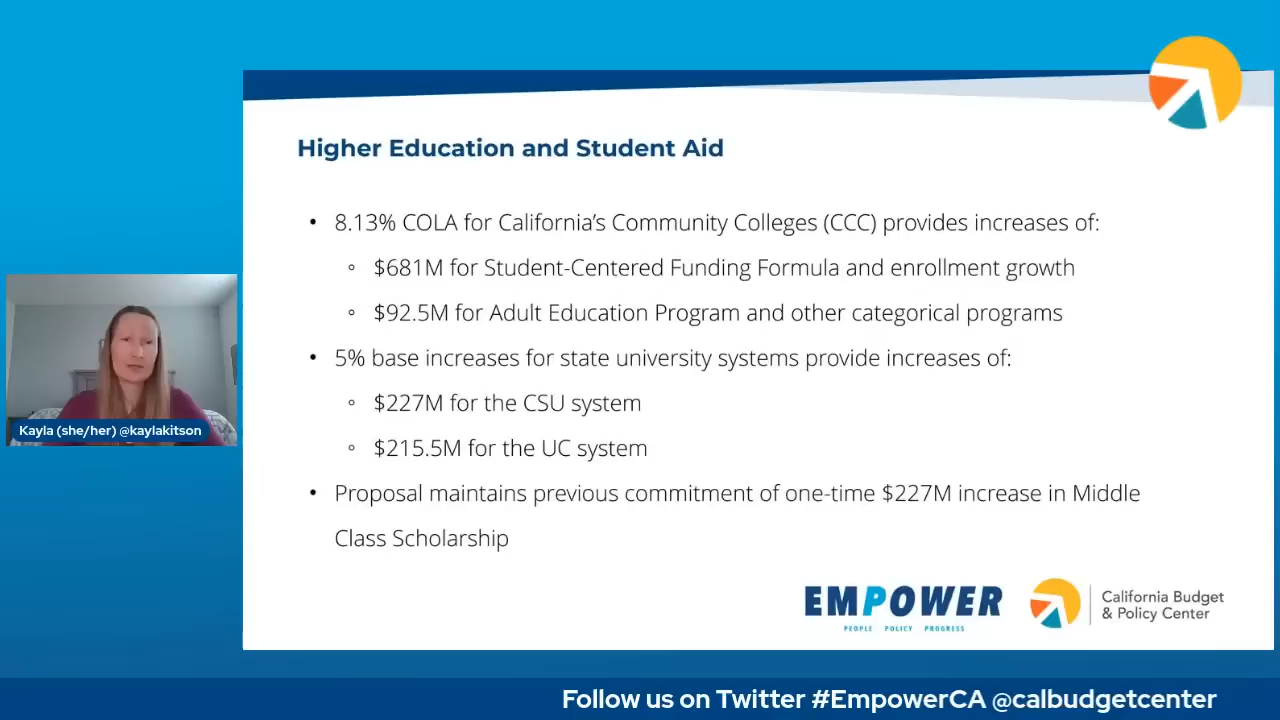 Higher Education and Student Aid
• 8.13% COLA for California’s Community Colleges (CCC) provides increases of:
◦ $681M for Student-Centered Funding Formula and enrollment growth
◦ $92.5M for Adult Education Program and other categorical programs
• 5% base increases for state university systems provide increases of:
◦ $227M for the CSU system
◦ $215.5M for the UC system
• Proposal maintains previous commitment of one-time $227M increase in Middle
Class Scholarship
Kayla (she/her) @kaylakitson
EMPOWER
PEOPLE POLICY PROGRESS
California Budget
& Policy Center
Follow us on Twitter #EmpowerCA @calbudgetcenter